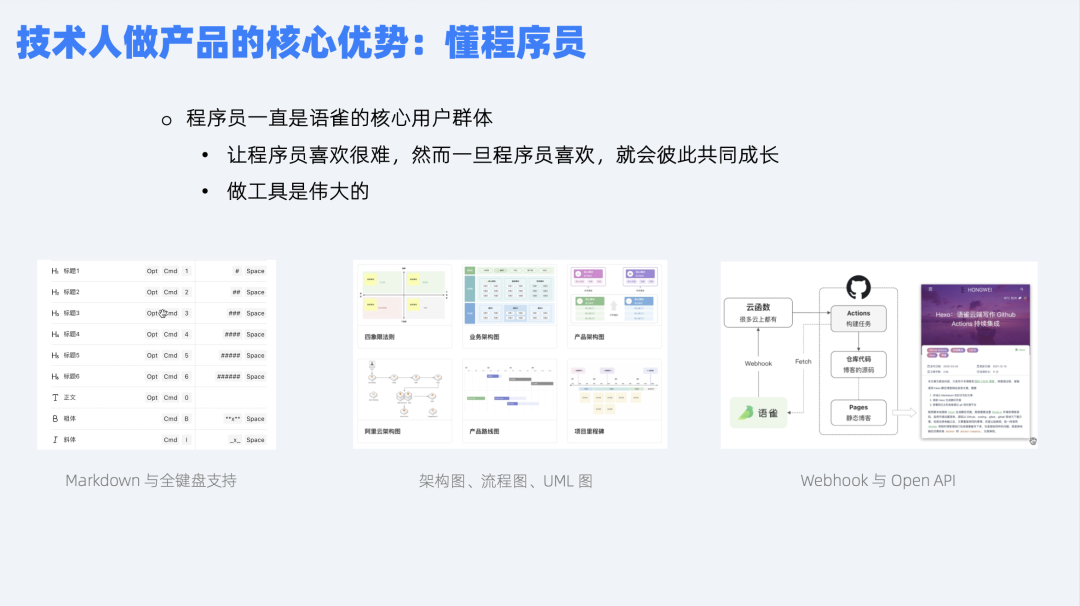 技术人做产品的核心优势：懂程序员
程序员一直是语雀的核心用户群体
让程序员喜欢很难，然而一旦程序员喜欢，就会彼此共同成长
做工具是伟大的
H₁ 标题1 Opt Cmd 1 # Space
H₂ 标题2 Opt Cmd 2 ## Space
H₃ 标题3 Opt Cmd 3 ### Space
H₄ 标题4 Opt Cmd 4 #### Space
H₅ 标题5 Opt Cmd 5 ##### Space
H₆ 标题6 Opt Cmd 6 ###### Space
T 正文 Opt Cmd 0
B 粗体 Cmd B **x** Space
I 斜体 Cmd I _s_ Space
Markdown 与全键盘支持
四象限法则
业务架构图
产品架构图
阿里云架构图
产品路线图
项目里程碑
架构图、流程图、UML 图
云函数
很多云上都有
Webhook
Fetch
语雀
Actions
构建任务
仓库代码
博客的源码
Pages
静态博客
HONGWEI
Hexo：语雀云端写作 Github
Actions 持续集成
Webhook 与 Open API